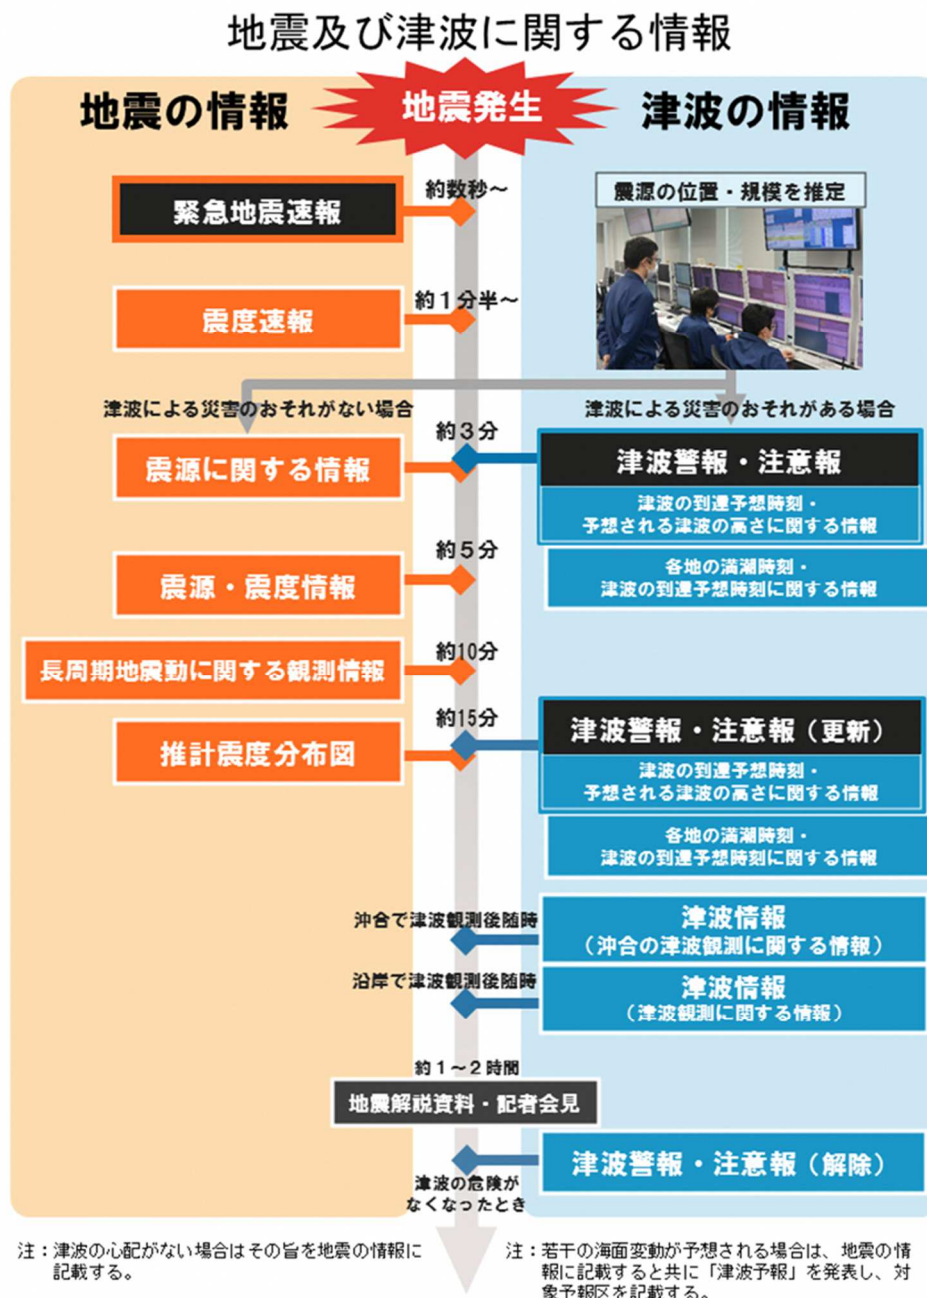 地震及び津波に関する情報
地震の情報
地震発生
津波の情報
約数秒～
緊急地震速報
震源の位置・規模を推定
約１分半～
震度速報
津波による災害のおそれがない場合
津波による災害のおそれがある場合
約３分
震源に関する情報
津波警報・注意報
津波の到達予想時刻・
予想される津波の高さに関する情報
約５分
震源・震度情報
各地の満潮時刻・
津波の到達予想時刻に関する情報
約10分
長周期地震動に関する観測情報
約15分
推計震度分布図
津波警報・注意報（更新）
津波の到達予想時刻・
予想される津波の高さに関する情報
各地の満潮時刻・
津波の到達予想時刻に関する情報
沖合で津波観測後随時
津波情報
（沖合の津波観測に関する情報）
沿岸で津波観測後随時
津波情報
（津波観測に関する情報）
約１～２時間
地震解説資料・記者会見
津波警報・注意報（解除）
津波の危険が
なくなったとき
注：津波の心配がない場合はその旨を地震の情報に
記載する。
注：若干の海面変動が予想される場合は、地震の情
報に記載すると共に「津波予報」を発表し、対
象予報区を記載する。